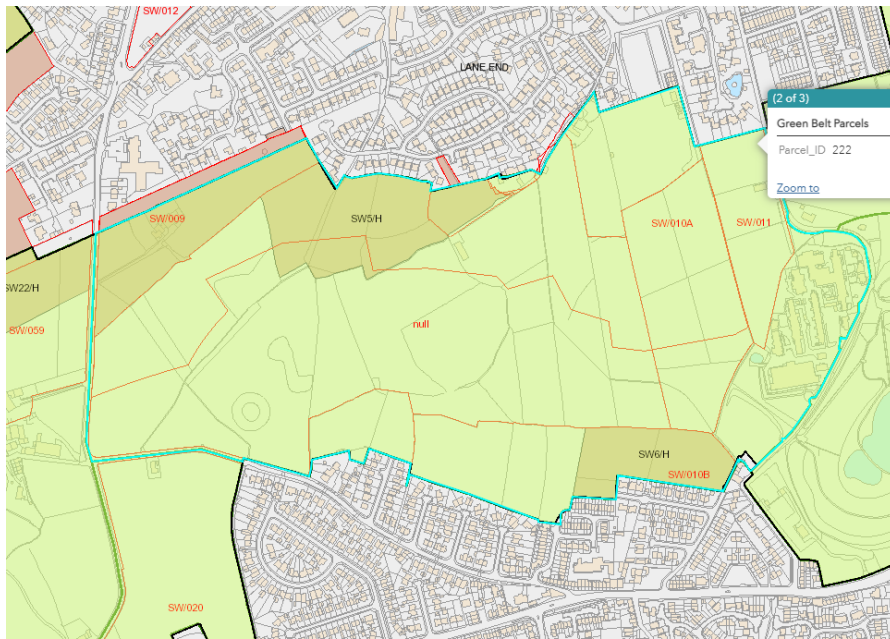 SW/012
LANE END
(2 of 3)
Green Belt Parcels
Parcel_ID 222
Zoom to
SW/009
SW5/H
SW/010A
SW/011
SW22/H
SW/059
null
SW6/H
SW/010B
SW/020